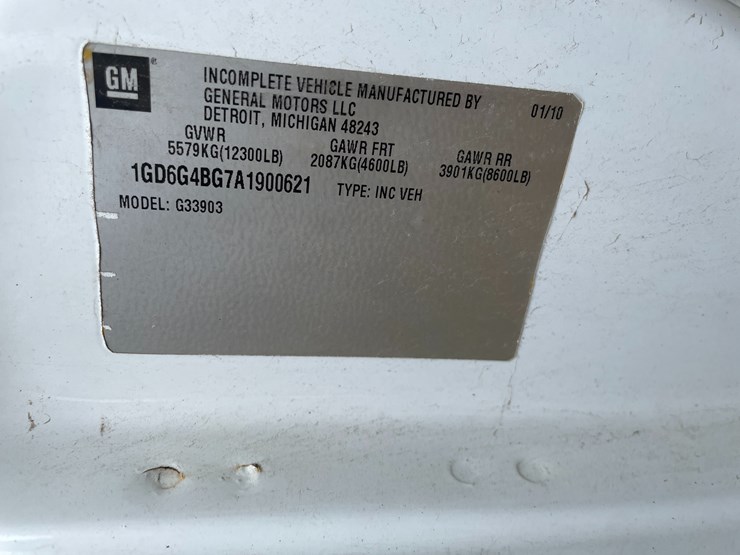 GM
INCOMPLETE VEHICLE MANUFACTURED BY
GENERAL MOTORS LLC
01/10
DETROIT, MICHIGAN 48243
GVWR
GAWR FRT
GAWR RR
5579KG(12300LB)
2087KG(4600LB)
3901KG(8600LB)
1GD6G4BG7A1900621
TYPE: INC VEH
MODEL: G33903